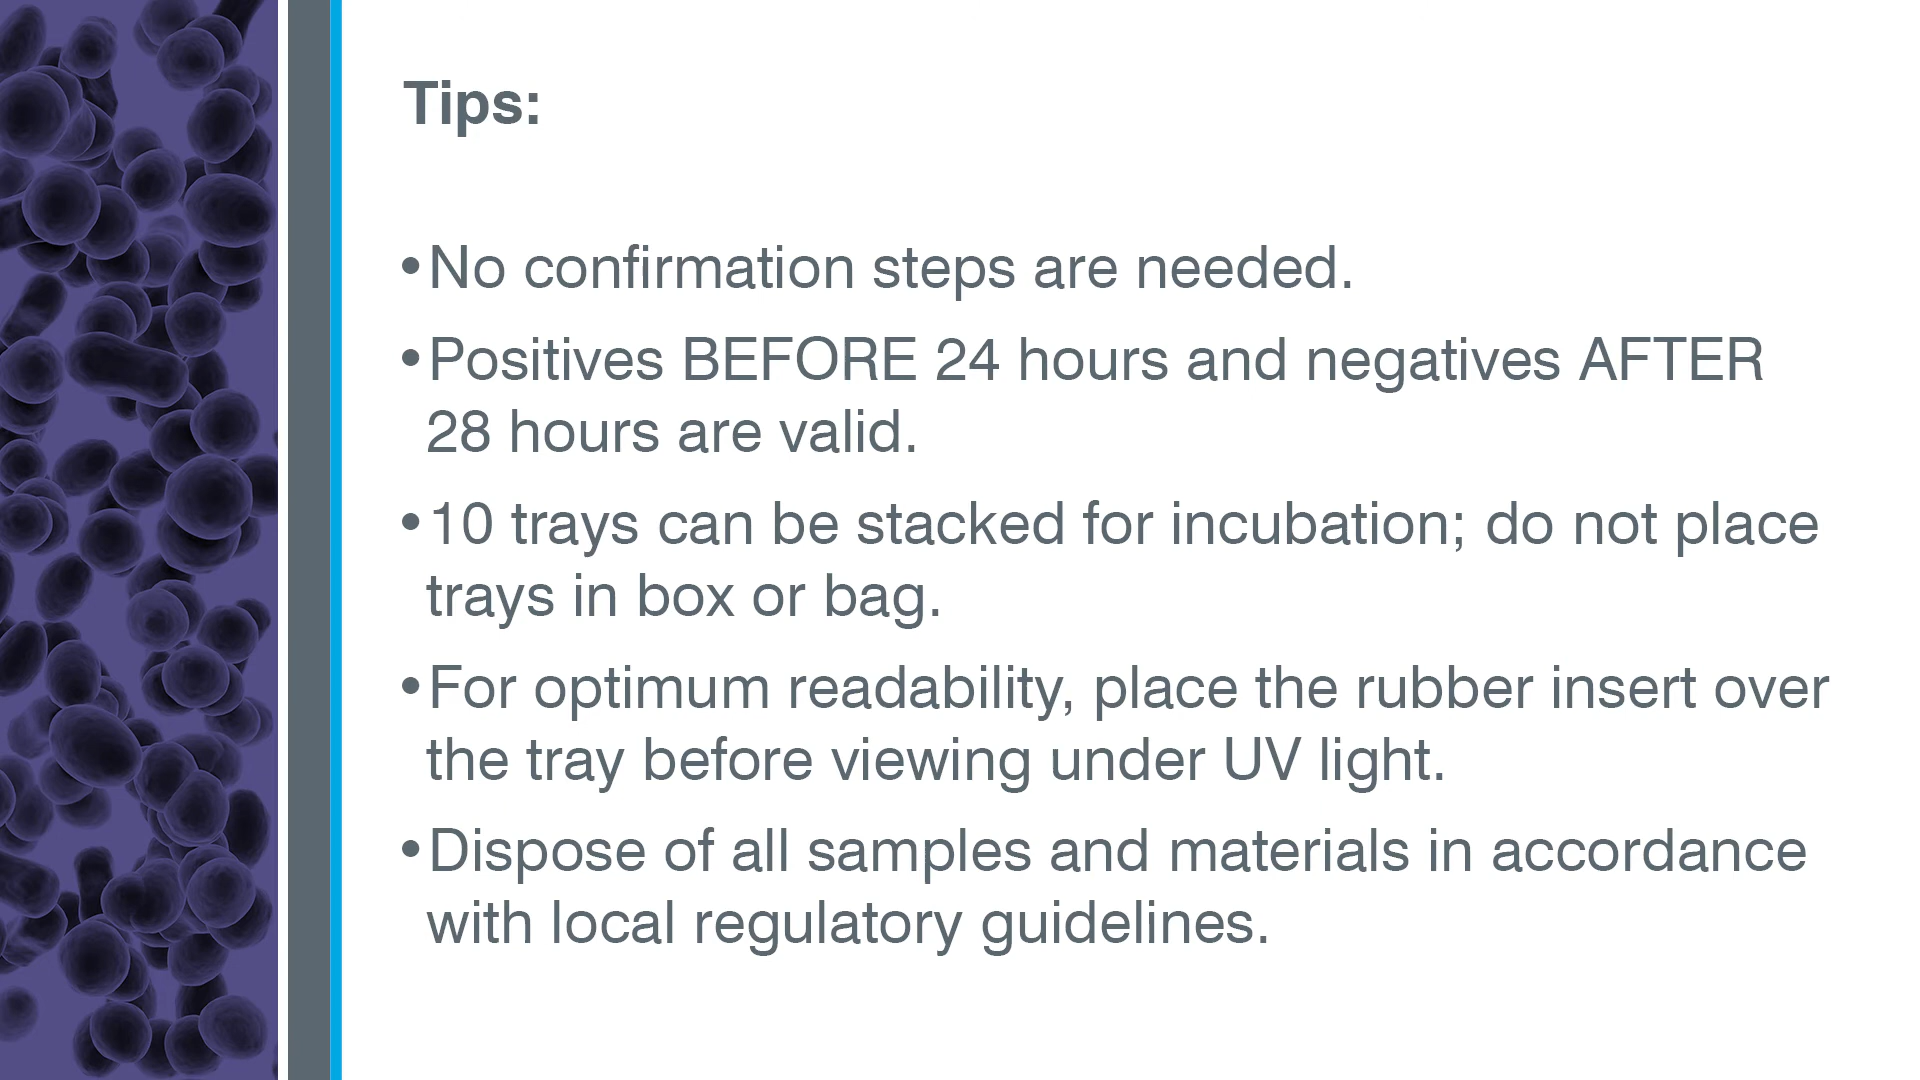 Tips:
•No confirmation steps are needed.
•Positives BEFORE 24 hours and negatives AFTER
28 hours are valid.
•10 trays can be stacked for incubation; do not place
trays in box or bag.
•For optimum readability, place the rubber insert over
the tray before viewing under UV light.
•Dispose of all samples and materials in accordance
with local regulatory guidelines.